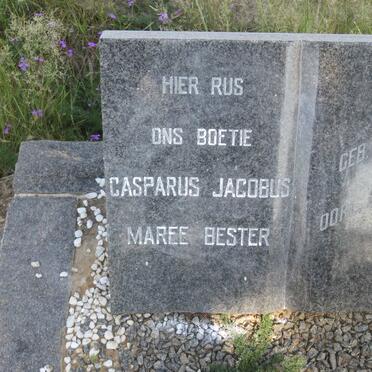 HIER RUS
ONS BOETIE
CASPARUS JACOBUS
MAREE BESTER
GEB